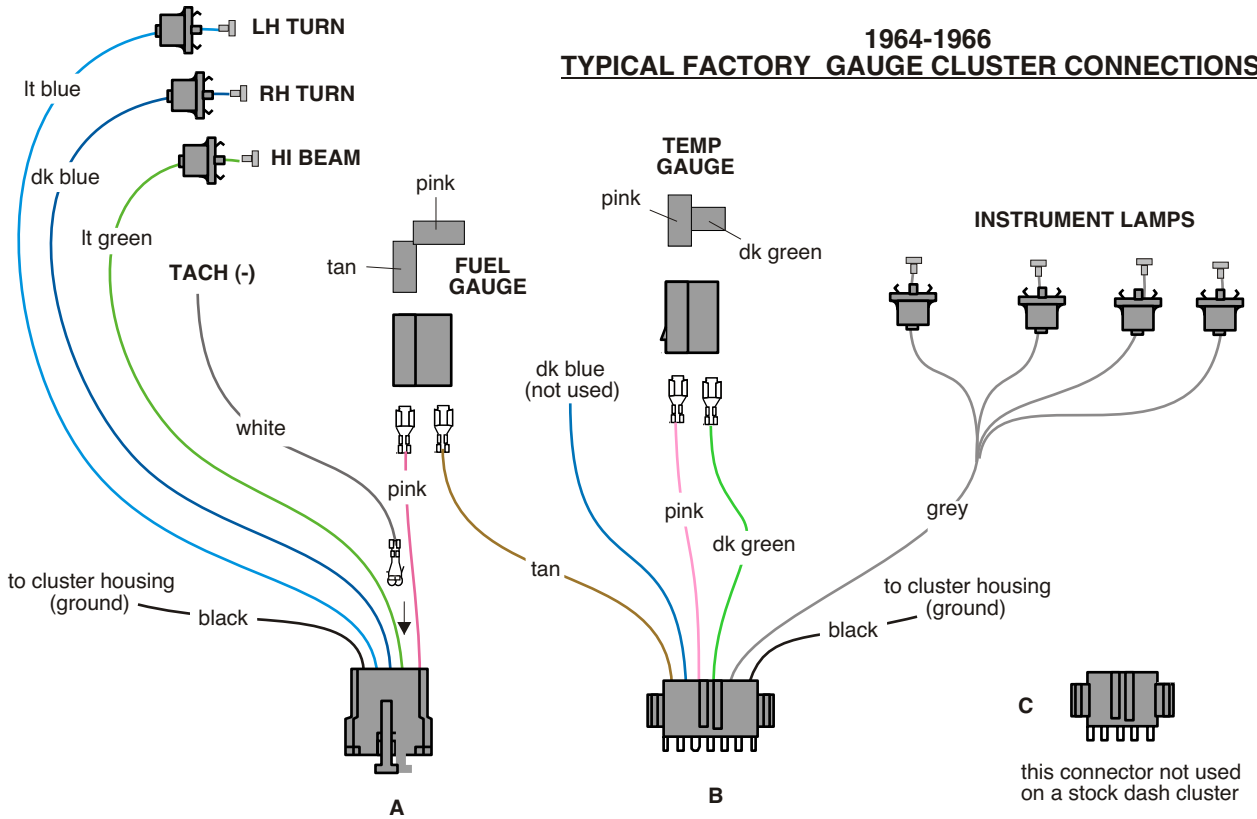 1964-1966
TYPICAL FACTORY GAUGE CLUSTER CONNECTIONS
LH TURN
lt blue
RH TURN
dk blue
HI BEAM
lt green
TACH (-)
white
pink
tan
FUEL
GAUGE
pink
tan
to cluster housing
(ground)
black
A
TEMP
GAUGE
pink
dk green
dk blue
(not used)
pink
dk green
INSTRUMENT LAMPS
grey
to cluster housing
(ground)
black
B
C
this connector not used
on a stock dash cluster